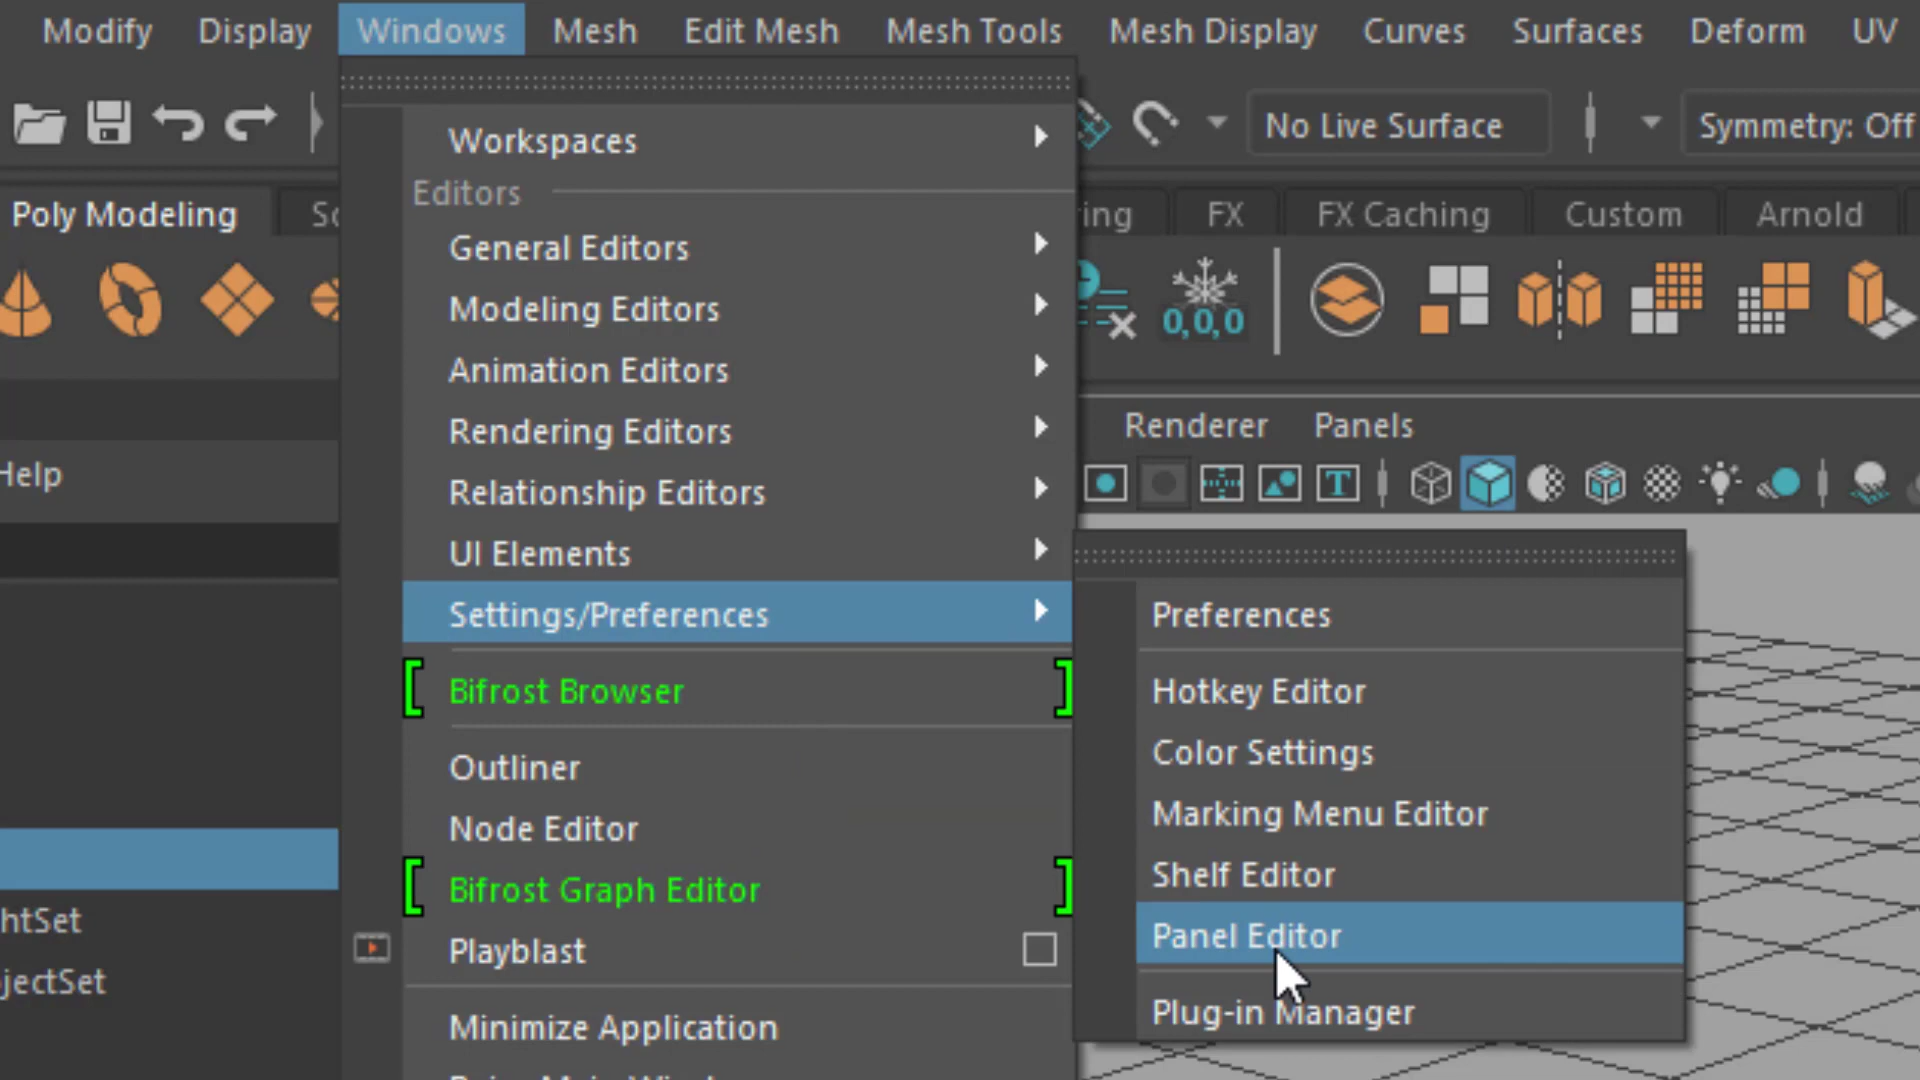 Modify Display Windows Mesh Edit Mesh Mesh Tools Mesh Display Curves Surfaces Deform UV
No Live Surface Symmetry: Off
Workspaces
Editors
Poly Modeling FX FX Caching Custom Arnold
General Editors
0,0,0
Modeling Editors
Animation Editors
Rendering Editors
Renderer Panels
Help
Relationship Editors
T
UI Elements
Settings/Preferences
Preferences
Bifrost Browser
Hotkey Editor
Outliner
Color Settings
Node Editor
Marking Menu Editor
Bifrost Graph Editor
Shelf Editor
htSet
Playblast
Panel Editor
jectSet
Minimize Application
Plug-in Manager